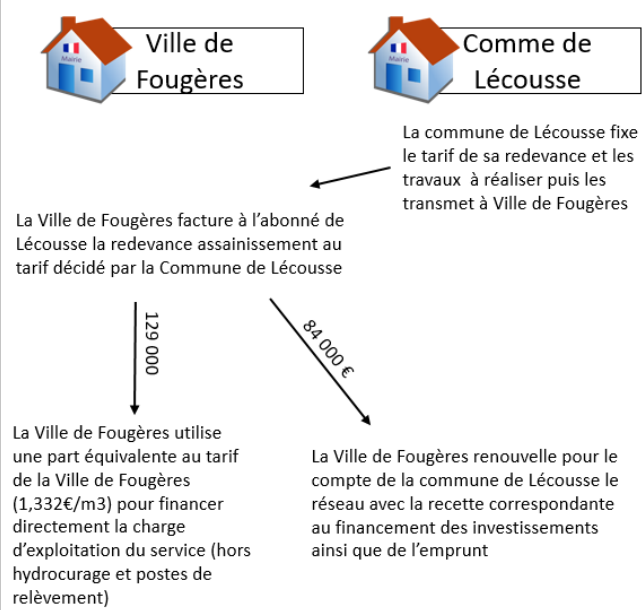 Mairie
Ville de
Fougères
Mairie
Comme de
Lécousse
La commune de Lécousse fixe
le tarif de sa redevance et les
travaux à réaliser puis les
transmet à Ville de Fougères
La Ville de Fougères facture à l’abonné de
Lécousse la redevance assainissement au
tarif décidé par la Commune de Lécousse
129 000
84 000 €
La Ville de Fougères utilise
une part équivalente au tarif
de la Ville de Fougères
(1,332€/m3) pour financer
directement la charge
d’exploitation du service (hors
hydrocurage et postes de
relèvement)
La Ville de Fougères renouvelle pour le
compte de la commune de Lécousse le
réseau avec la recette correspondante
au financement des investissements
ainsi que de l’emprunt